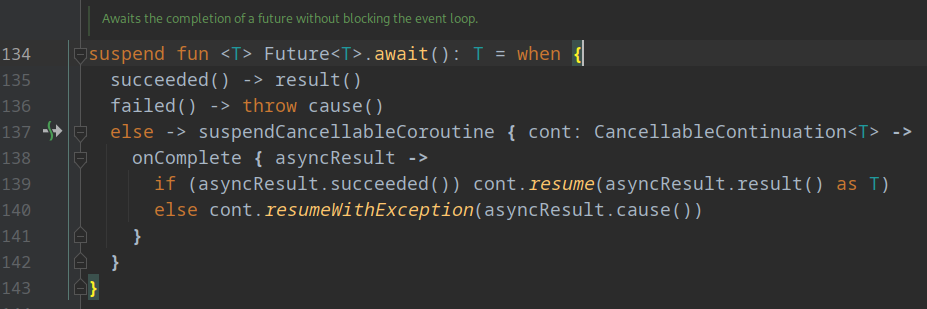 Awaits the completion of a future without blocking the event loop.
134 suspend fun <T> Future<T>.await(): T = when {
135 succeeded() -> result()
136 failed() -> throw cause()
137 else -> suspendCancellableCoroutine { cont: CancellableContinuation<T> ->
138 onComplete { asyncResult ->
139 if (asyncResult.succeeded()) cont.resume(asyncResult.result() as T)
140 else cont.resumeWithException(asyncResult.cause())
141 }
142 }
143 }